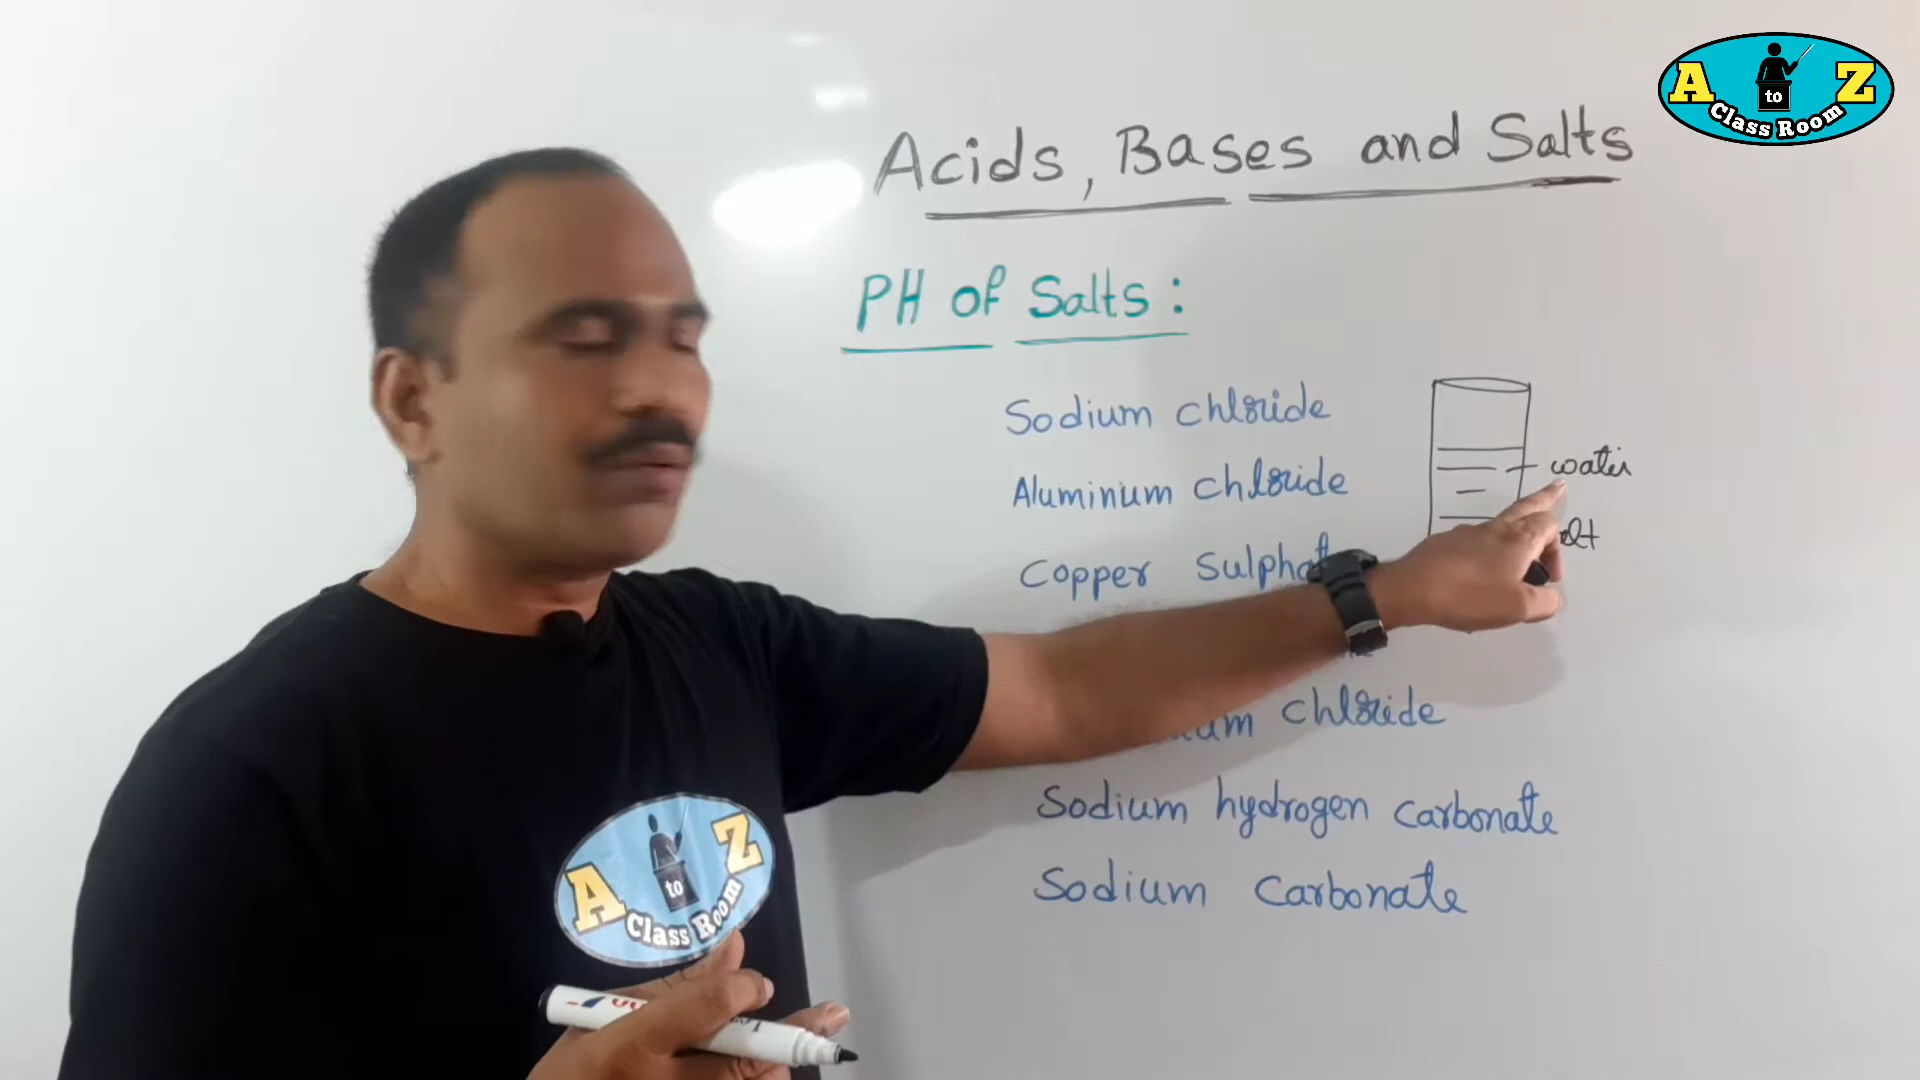 A to Z
Class Room
Acids, Bases and Salts
PH of Salts :
Sodium chloride
Aluminum chloride
water
Copper Sulphat
chloride
Sodium hydrogen carbonate
Sodium Carbonate
A to Z
Class Room